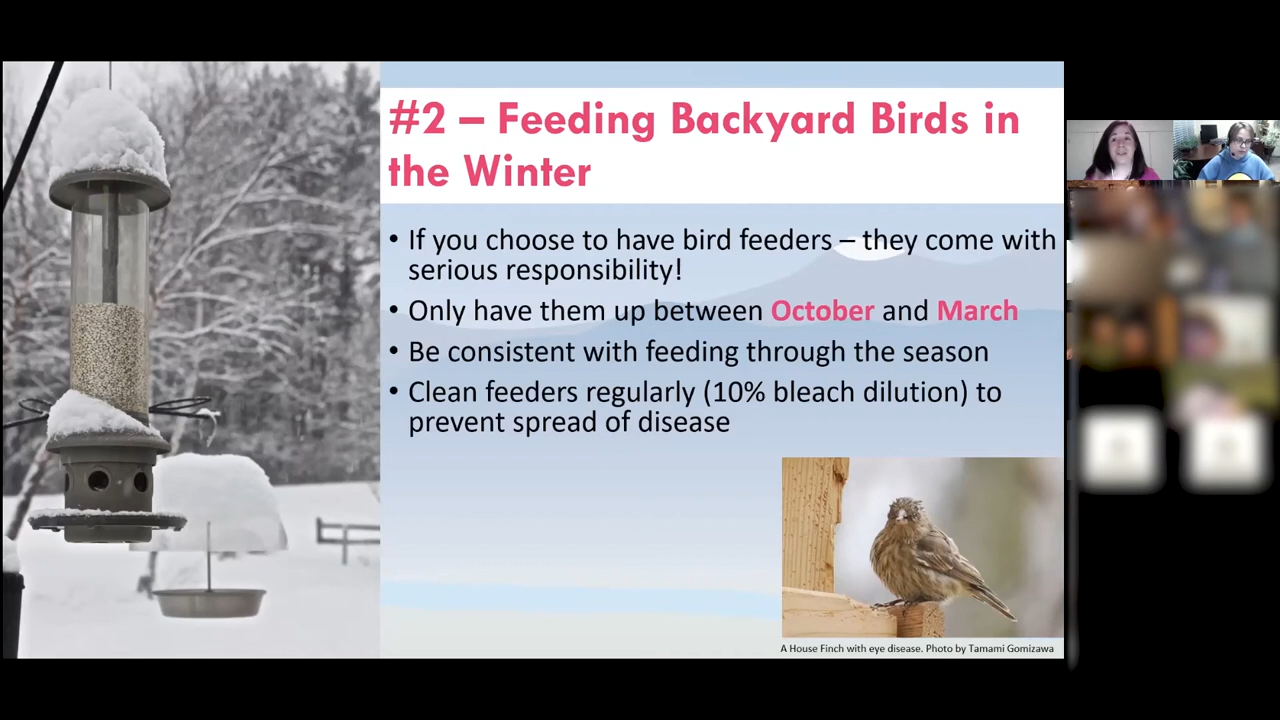 #2 – Feeding Backyard Birds in
the Winter
• If you choose to have bird feeders – they come with
serious responsibility!
• Only have them up between October and March
• Be consistent with feeding through the season
• Clean feeders regularly (10% bleach dilution) to
prevent spread of disease
A House Finch with eye disease. Photo by Tamami Gomizawa